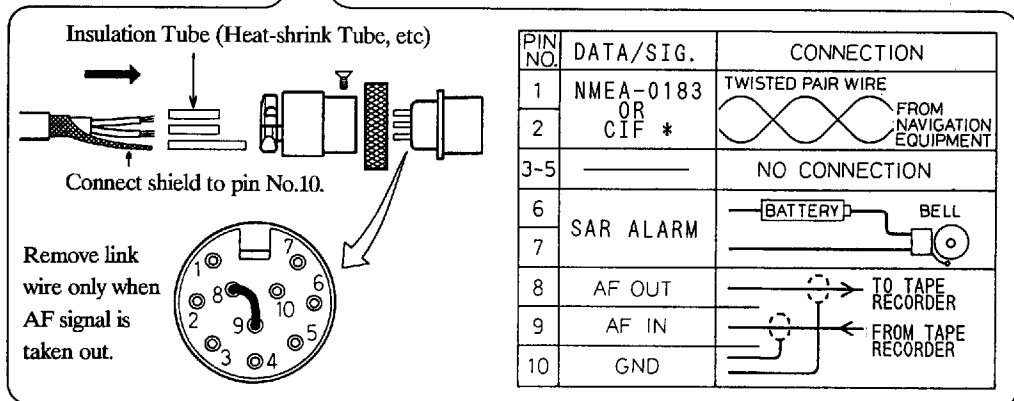 Insulation Tube (Heat-shrink Tube, etc)
Connect shield to pin No.10.
Remove link
wire only when
AF signal is
taken out.
1
2
3
4
5
6
7
8
9
10
PIN NO. DATA/SIG. CONNECTION
1
2
NMEA-0183
OR
CIF *
TWISTED PAIR WIRE
FROM
NAVIGATION
EQUIPMENT
3~5 NO CONNECTION
6
7
SAR ALARM
BATTERY BELL
8 AF OUT TO TAPE
RECORDER
9 AF IN FROM TAPE
RECORDER
10 GND